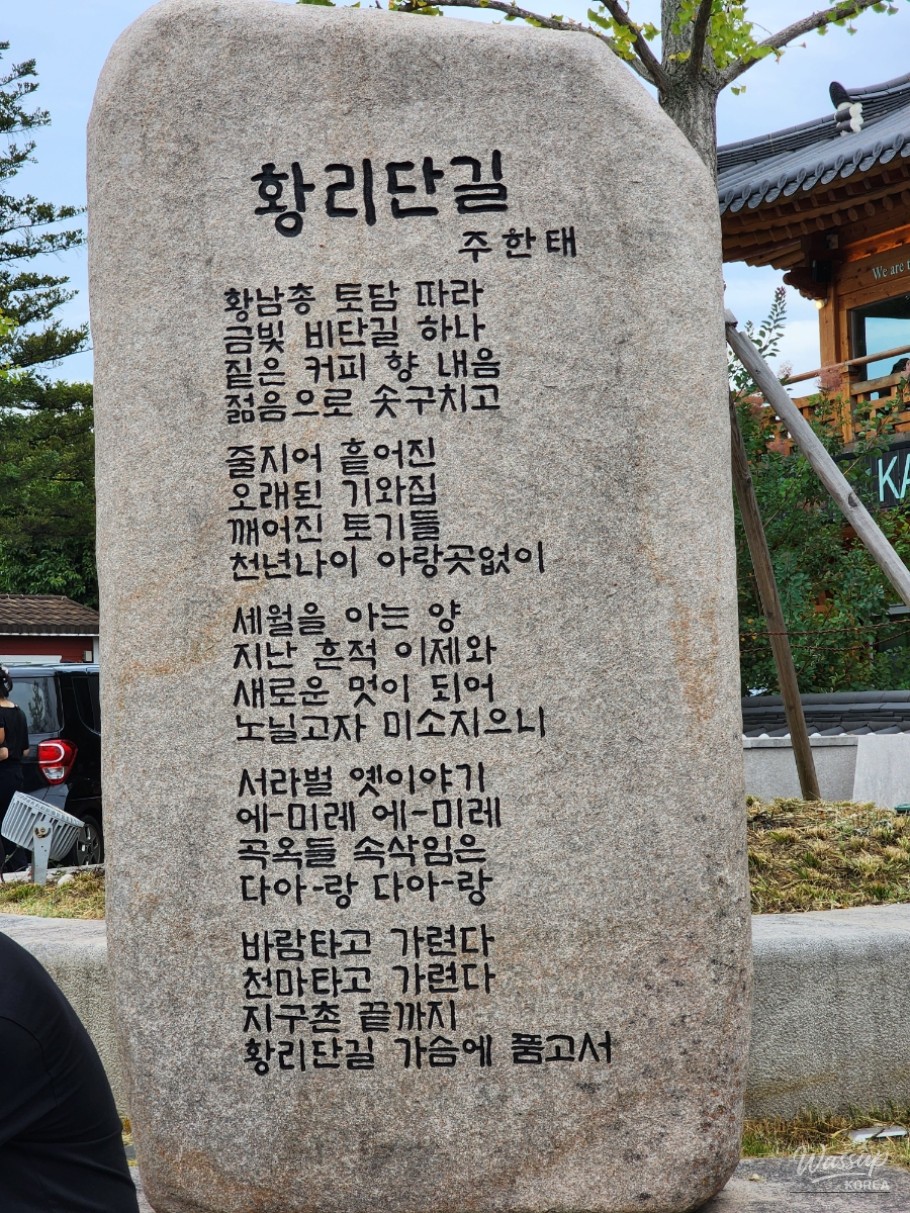 황리단길
주한태
황남총 토담 따라
금빛 비단길 하나
짙은 커피 향 내음
젊음으로 솟구치고
줄지어 흩어진
오래된 기와집
깨어진 토기들
천년나이 아랑곳없이
세월을 아는 양
지난 흔적 이제와
새로운 멋이 되어
노닐고자 미소지으니
서라벌 옛이야기
에-미레 에-미레
곡옥들 속삭임은
다아-랑 다아-랑
바람타고 가련다
천마타고 가련다
지구촌 끝까지
황리단길 가슴에 품고서
We are
KA
Wassup
KOREA